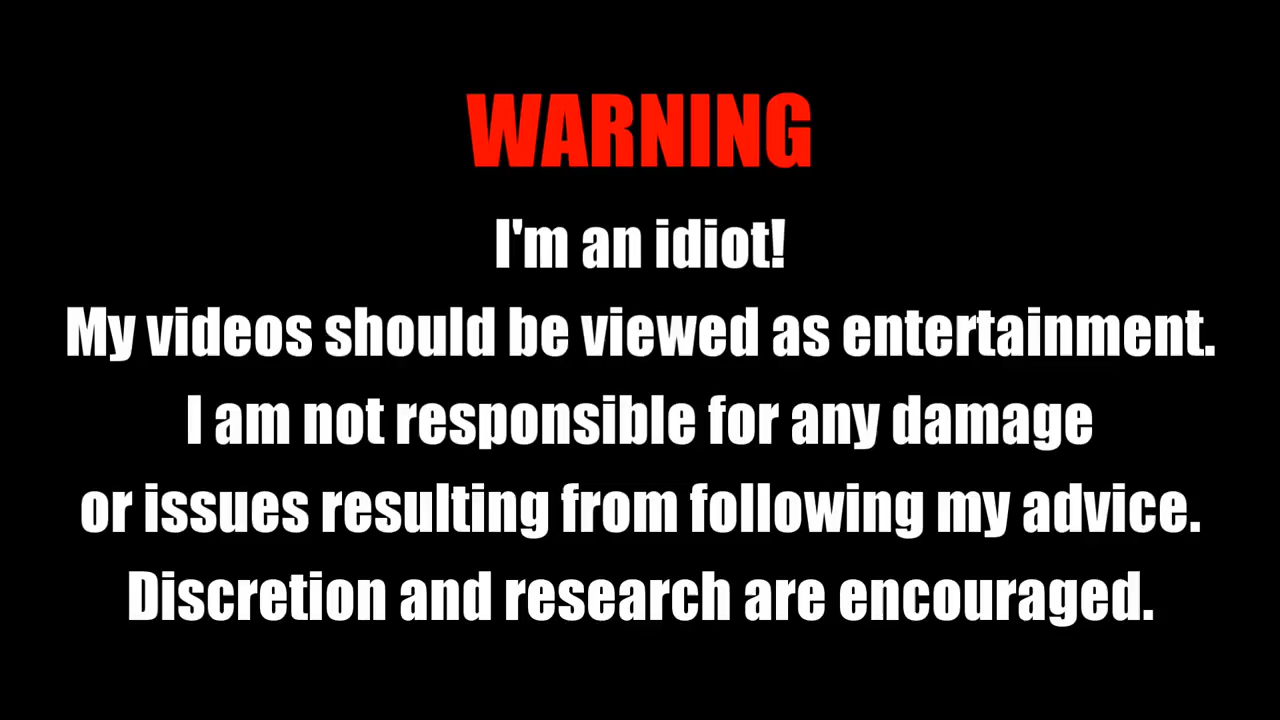 WARNING
I'm an idiot!
My videos should be viewed as entertainment.
I am not responsible for any damage
or issues resulting from following my advice.
Discretion and research are encouraged.